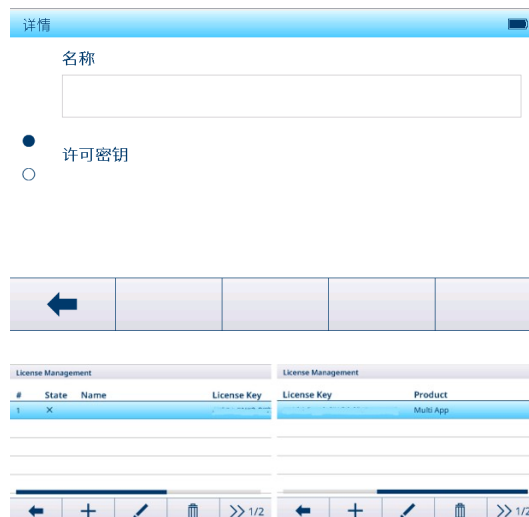 详情
名称
许可密钥
License Management
# State Name License Key
1 ×
>> 1/2
License Management
License Key Product
Multi App
>> 1/2